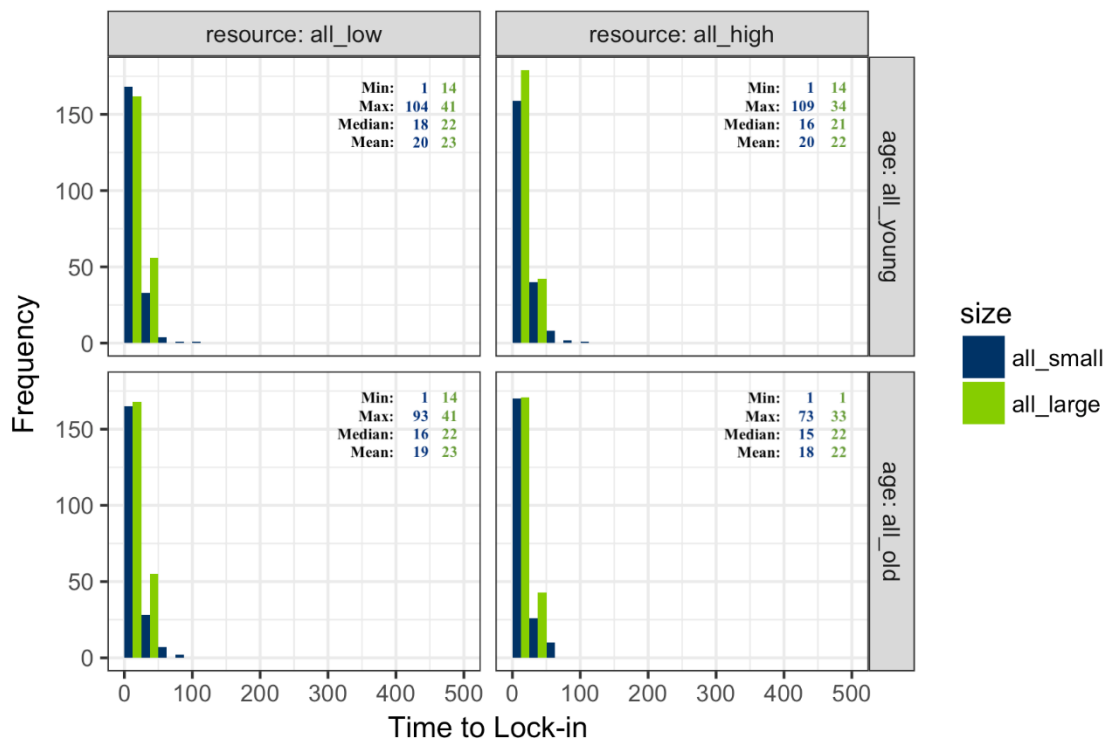 resource: all_low
resource: all_high
Min: 1 14
Max: 104 41
Median: 18 22
Mean: 20 23
Min: 1 14
Max: 109 34
Median: 16 21
Mean: 20 22
150
100
50
0
age: all_young
Min: 1 14
Max: 93 41
Median: 16 22
Mean: 19 23
Min: 1 1
Max: 73 33
Median: 15 22
Mean: 18 22
150
100
50
0
age: all_old
Frequency
0 100 200 300 400 500
0 100 200 300 400 500
Time to Lock-in
size
all_small
all_large